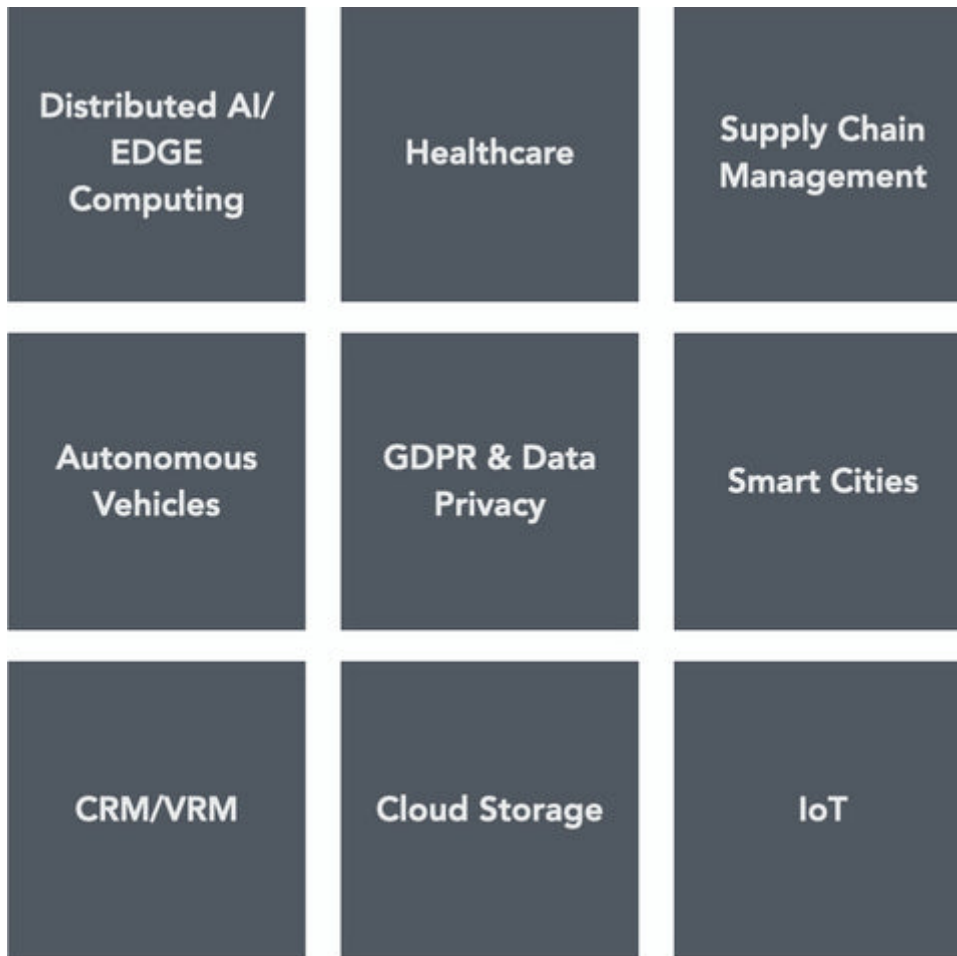 Distributed AI/
EDGE
Computing
Healthcare
Supply Chain
Management
Autonomous
Vehicles
GDPR & Data
Privacy
Smart Cities
CRM/VRM
Cloud Storage
IoT